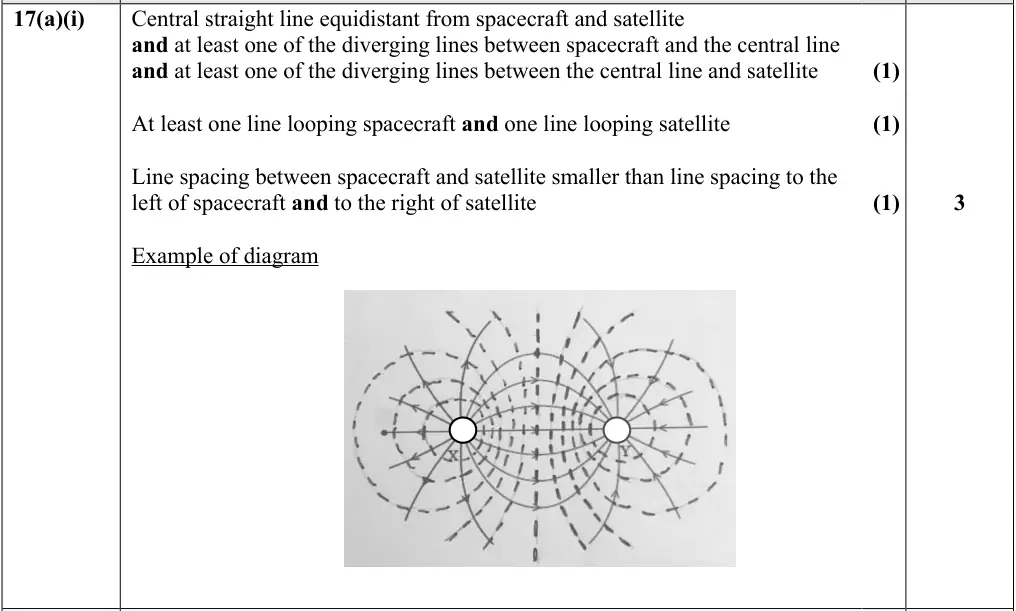 17(a)(i)
Central straight line equidistant from spacecraft and satellite
and at least one of the diverging lines between spacecraft and the central line
and at least one of the diverging lines between the central line and satellite (1)
At least one line looping spacecraft and one line looping satellite (1)
Line spacing between spacecraft and satellite smaller than line spacing to the
left of spacecraft and to the right of satellite (1) 3
Example of diagram
X Y